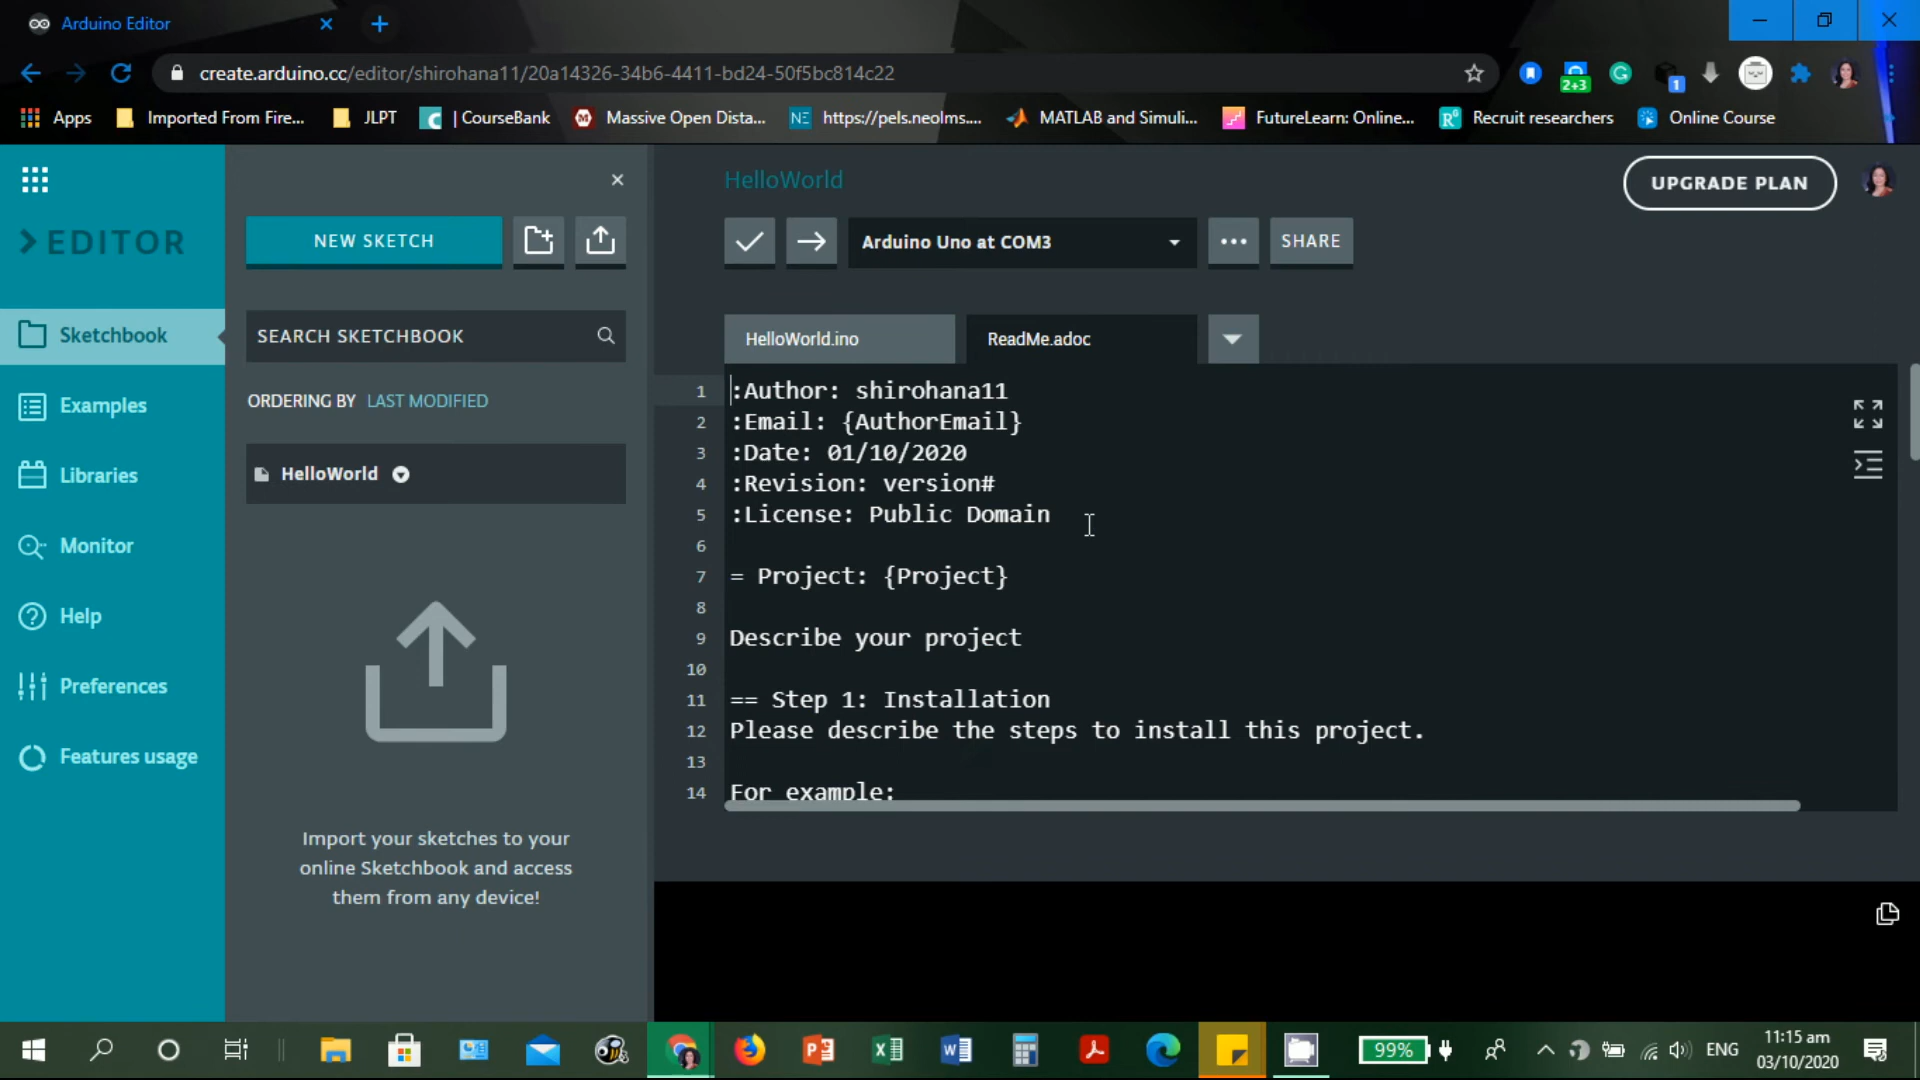 Arduino Editor
create.arduino.cc/editor/shirohana11/20a14326-34b6-4411-bd24-50f5bc814c22
2+3
1
Apps
Imported From Fire...
JLPT
| CourseBank
Massive Open Dista...
NE
https://pels.neolms....
MATLAB and Simuli...
FutureLearn: Online...
Recruit researchers
Online Course
HelloWorld
UPGRADE PLAN
EDITOR
NEW SKETCH
Arduino Uno at COM3
SHARE
Sketchbook
SEARCH SKETCHBOOK
HelloWorld.ino
ReadMe.adoc
ORDERING BY LAST MODIFIED
Examples
HelloWorld
Libraries
Monitor
Help
Preferences
Features usage
Import your sketches to your
online Sketchbook and access
them from any device!
1 :Author: shirohana11
2 :Email: {AuthorEmail}
3 :Date: 01/10/2020
4 :Revision: version#
5 :License: Public Domain
6
7 = Project: {Project}
8
9 Describe your project
10
11 == Step 1: Installation
12 Please describe the steps to install this project.
13
14 For example:
99%
ENG
11:15 am
03/10/2020